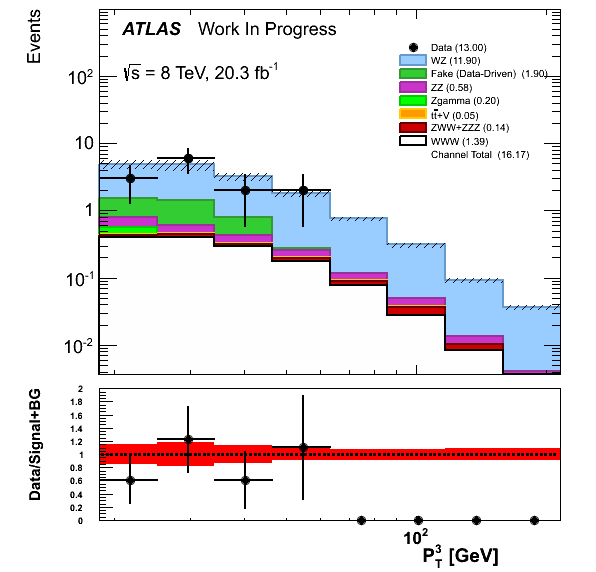 Events
ATLAS Work In Progress
√s = 8 TeV, 20.3 fb⁻¹
Data (13.00)
WZ (11.90)
Fake (Data-Driven) (1.90)
ZZ (0.58)
Zgamma (0.20)
tt̄+V (0.05)
ZWW+ZZZ (0.14)
WWW (1.39)
Channel Total (16.17)
10²
10
1
10⁻¹
10⁻²
Data/Signal+BG
2
1.8
1.6
1.4
1.2
1
0.8
0.6
0.4
0.2
0
10²
P³_T [GeV]